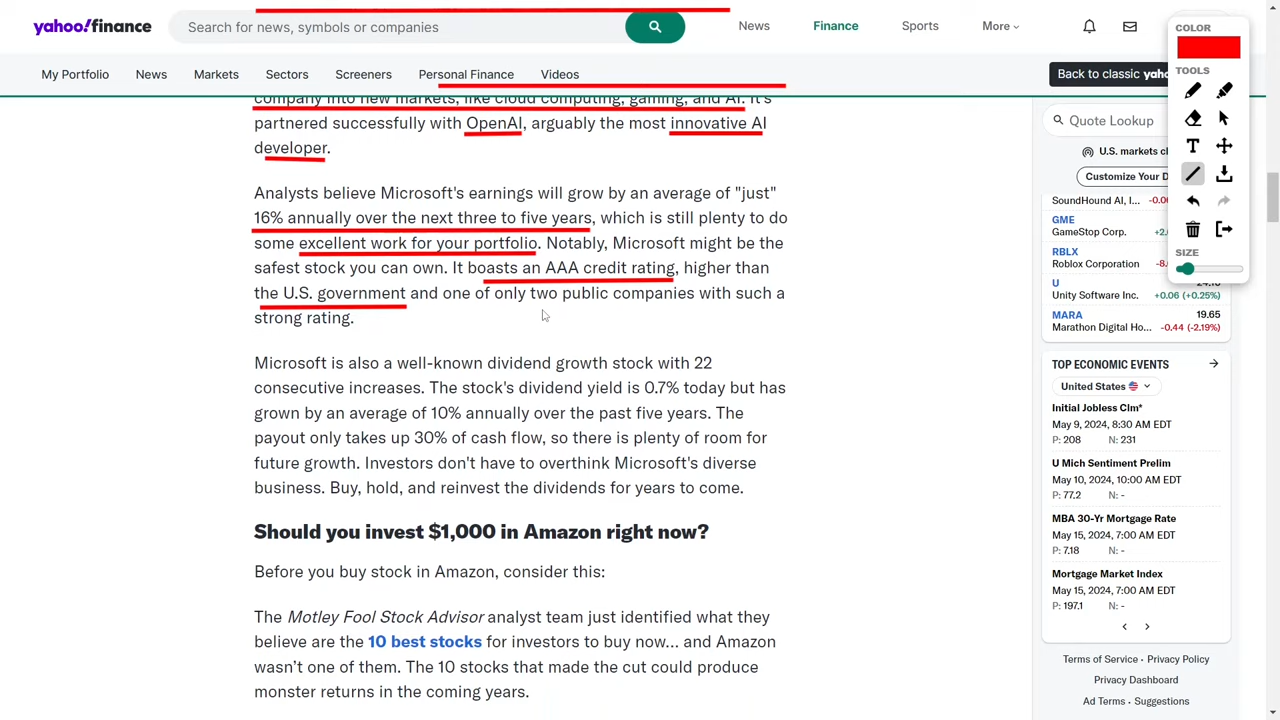 yahoo!finance
Search for news, symbols or companies
News
Finance
Sports
More
My Portfolio
News
Markets
Sectors
Screeners
Personal Finance
Videos
Back to classic yaho
COLOR
TOOLS
SIZE
company into new markets, like cloud computing, gaming, and AI. It's
partnered successfully with OpenAI, arguably the most innovative AI
developer.
Analysts believe Microsoft's earnings will grow by an average of "just"
16% annually over the next three to five years, which is still plenty to do
some excellent work for your portfolio. Notably, Microsoft might be the
safest stock you can own. It boasts an AAA credit rating, higher than
the U.S. government and one of only two public companies with such a
strong rating.
Microsoft is also a well-known dividend growth stock with 22
consecutive increases. The stock's dividend yield is 0.7% today but has
grown by an average of 10% annually over the past five years. The
payout only takes up 30% of cash flow, so there is plenty of room for
future growth. Investors don't have to overthink Microsoft's diverse
business. Buy, hold, and reinvest the dividends for years to come.
Should you invest $1,000 in Amazon right now?
Before you buy stock in Amazon, consider this:
The Motley Fool Stock Advisor analyst team just identified what they
believe are the 10 best stocks for investors to buy now... and Amazon
wasn't one of them. The 10 stocks that made the cut could produce
monster returns in the coming years.
Quote Lookup
U.S. markets cl
Customize Your D
SoundHound AI, I... -0.0
GME
GameStop Corp. +2.
RBLX
Roblox Corporation -8.
U
Unity Software Inc. +0.06 (+0.25%)
MARA 19.65
Marathon Digital Ho... -0.44 (-2.19%)
TOP ECONOMIC EVENTS
United States
Initial Jobless Clm*
May 9, 2024, 8:30 AM EDT
P: 208 N: 231
U Mich Sentiment Prelim
May 10, 2024, 10:00 AM EDT
P: 77.2 N: -
MBA 30-Yr Mortgage Rate
May 15, 2024, 7:00 AM EDT
P: 7.18 N: -
Mortgage Market Index
May 15, 2024, 7:00 AM EDT
P: 197.1 N: -
Terms of Service • Privacy Policy
Privacy Dashboard
Ad Terms • Suggestions